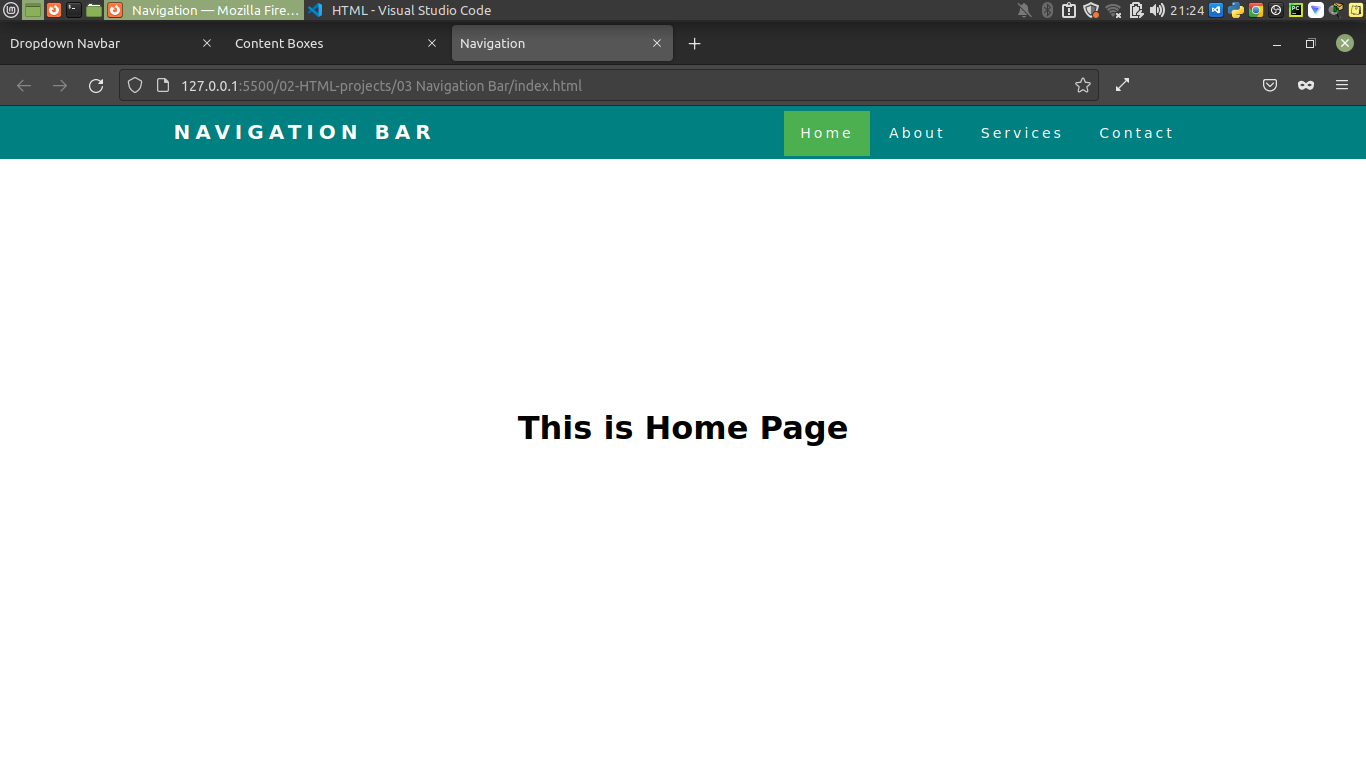 Navigation — Mozilla Fire...
HTML - Visual Studio Code
21:24
Dropdown Navbar
Content Boxes
Navigation
127.0.0.1:5500/02-HTML-projects/03 Navigation Bar/index.html
NAVIGATION BAR
Home
About
Services
Contact
This is Home Page